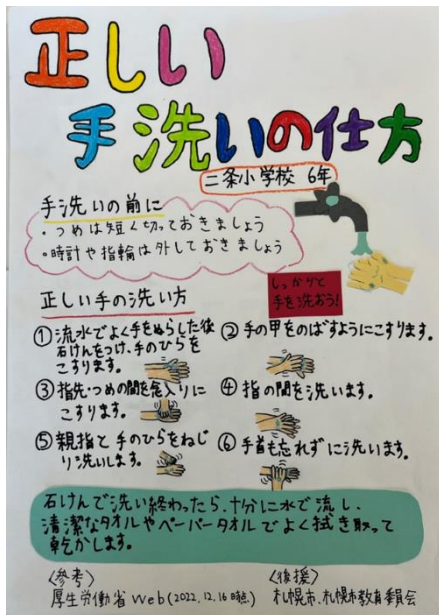 正しい
手洗いの仕方
二条小学校 6年
手洗いの前に
・つめは短く切っておきましょう
・時計や指輪は外しておきましょう
しっかりと
手を洗おう!
正しい手の洗い方
①流水でよく手をぬらした後
石けんをつけ、手のひらを
こすります。
②手の甲をのばすようにこすります。
③指先・つめの間を念入りに
こすります。
④指の間を洗います。
⑤親指と手のひらをねじ
り洗いします。
⑥手首も忘れずに洗います。
石けんで洗い終わったら、十分に水で流し、
清潔なタオルやペーパータオルでよく拭き取って
乾かします。
〈参考〉
厚生労働省 Web(2022.12.16時点)
〈後援〉
札幌市、札幌市教育委員会